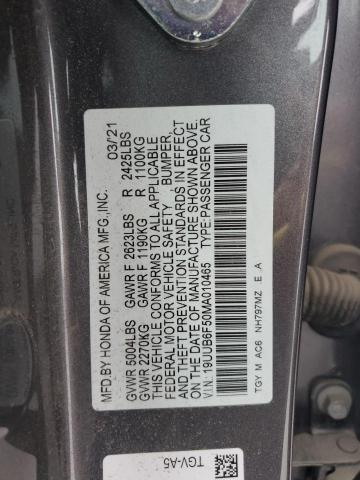 MFD. BY HONDA OF AMERICA MFG.,INC. 03/21
GVWR 5004LBS GAWR F 2623LBS R 2425LBS
GVWR 2270KG GAWR F 1190KG R 1100KG
THIS VEHICLE CONFORMS TO ALL APPLICABLE
FEDERAL MOTOR VEHICLE SAFETY, BUMPER,
AND THEFT PREVENTION STANDARDS IN EFFECT
ON THE DATE OF MANUFACTURE SHOWN ABOVE.
V.I.N.:19UUB6F50MA010465 TYPE:PASSENGER CAR
TGY M AC6 NH797MZ E A
TGV-A5